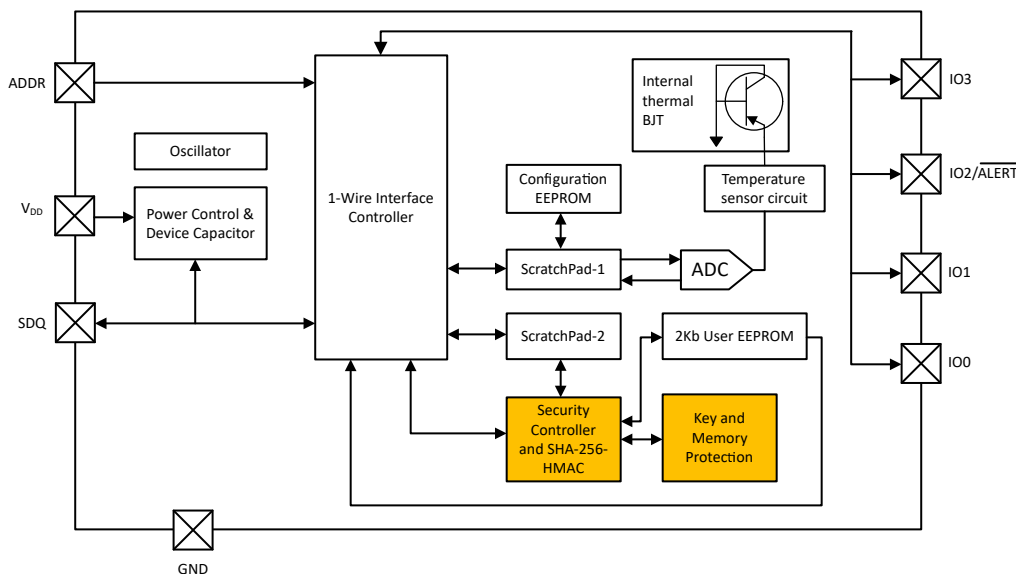 ADDR
V_DD
SDQ
GND
Oscillator
Power Control &
Device Capacitor
1-Wire Interface
Controller
Internal
thermal
BJT
Configuration
EEPROM
Temperature
sensor circuit
ScratchPad-1
ADC
ScratchPad-2
2Kb User EEPROM
Security
Controller
and SHA-256-
HMAC
Key and
Memory
Protection
IO3
IO2/ALERT
IO1
IO0